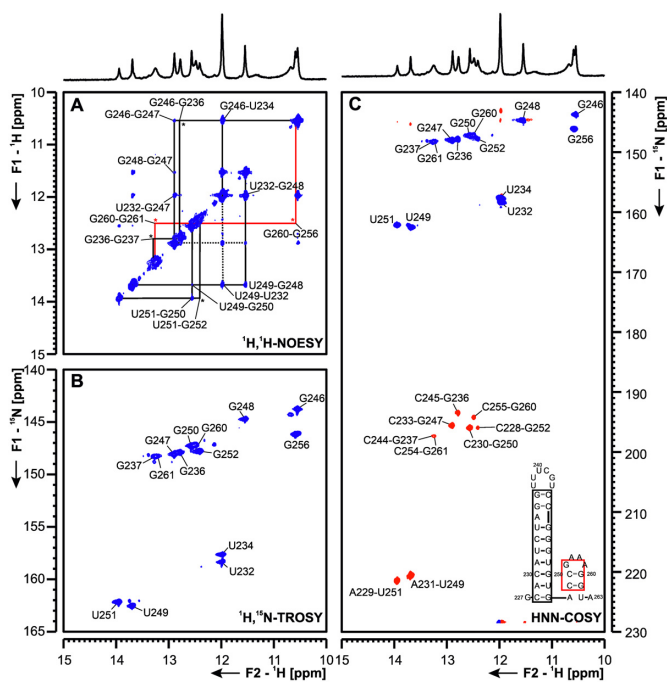 A
F1 - ¹H [ppm]
10
11
12
13
14
15
G246-G236
G246-G247
*
G246-U234
G248-G247
U232-G248
U232-G247
G260-G261
*
*
G236-G237
*
G260-G256
U249-G248
U249-U232
U249-G250
U251-G250
U251-G252
*
¹H,¹H-NOESY
B
F1 - ¹⁵N [ppm]
145
150
155
160
165
G246
G248
G260
G250
G247
G256
G237
G252
G236
G261
U234
U232
U251
U249
¹H,¹⁵N-TROSY
15 14 13 12 11 10
F2 - ¹H [ppm]
C
F1 - ¹⁵N [ppm]
140
150
160
170
180
190
200
210
220
230
G260
G248
G246
G250
G247
G256
G237
G252
G236
G261
U234
U232
U251
U249
C245-G236
C255-G260
C233-G247
C228-G252
C244-G237
C230-G250
C254-G261
A229-U251
A231-U249
240
230
250
260
227
263
HNN-COSY
15 14 13 12 11 10
F2 - ¹H [ppm]